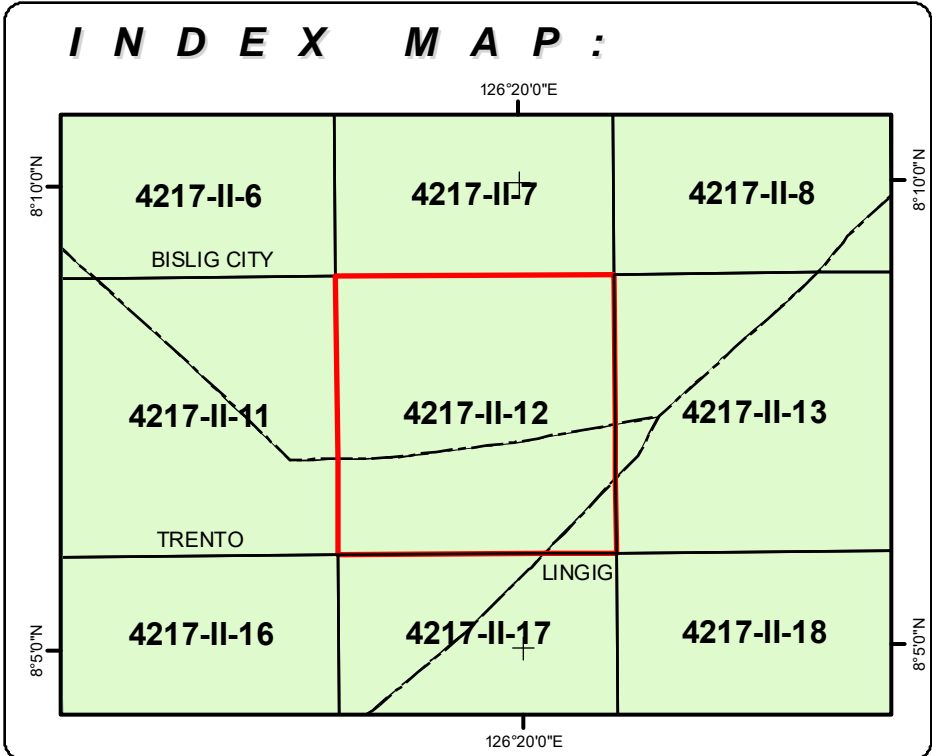 INDEX MAP:
126°20'0"E
8°10'0"N
8°10'0"N
4217-II-6
4217-II-7
4217-II-8
BISLIG CITY
4217-II-11
4217-II-12
4217-II-13
TRENTO
LINGIG
4217-II-16
4217-II-17
4217-II-18
8°5'0"N
8°5'0"N
126°20'0"E